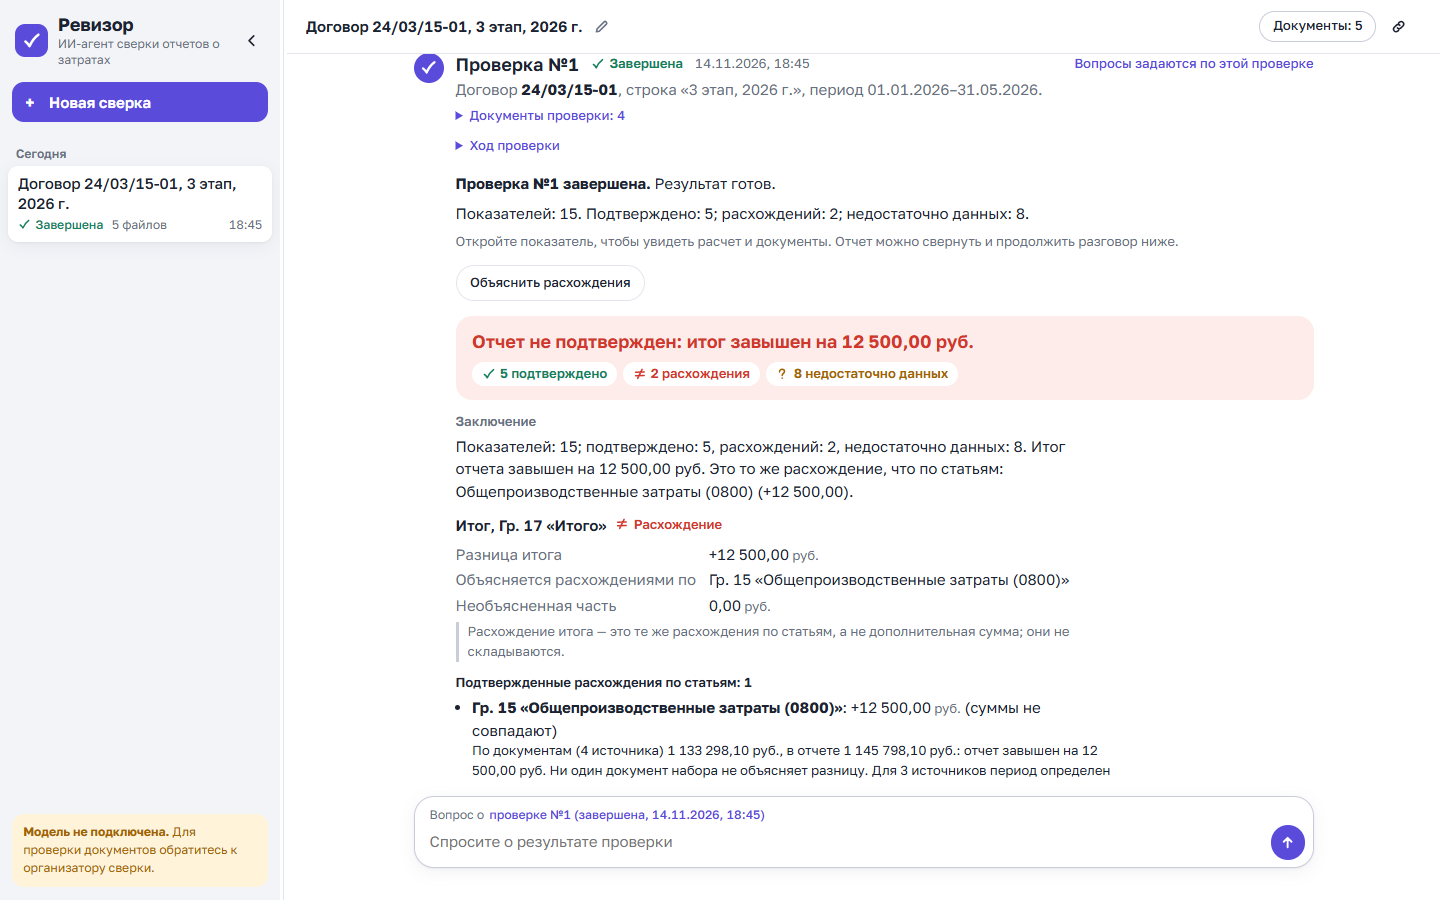 Ревизор
ИИ-агент сверки отчетов о
затратах
+ Новая сверка
Сегодня
Договор 24/03/15-01, 3 этап,
2026 г.
Завершена 5 файлов 18:45
Модель не подключена. Для
проверки документов обратитесь к
организатору сверки.
Договор 24/03/15-01, 3 этап, 2026 г.
Документы: 5
Проверка №1 Завершена 14.11.2026, 18:45 Вопросы задаются по этой проверке
Договор 24/03/15-01, строка «3 этап, 2026 г.», период 01.01.2026–31.05.2026.
Документы проверки: 4
Ход проверки
Проверка №1 завершена. Результат готов.
Показателей: 15. Подтверждено: 5; расхождений: 2; недостаточно данных: 8.
Откройте показатель, чтобы увидеть расчет и документы. Отчет можно свернуть и продолжить разговор ниже.
Объяснить расхождения
Отчет не подтвержден: итог завышен на 12 500,00 руб.
5 подтверждено ≠ 2 расхождения ? 8 недостаточно данных
Заключение
Показателей: 15; подтверждено: 5, расхождений: 2, недостаточно данных: 8. Итог
отчета завышен на 12 500,00 руб. Это то же расхождение, что по статьям:
Общепроизводственные затраты (0800) (+12 500,00).
Итог, Гр. 17 «Итого» ≠ Расхождение
Разница итога +12 500,00 руб.
Объясняется расхождениями по Гр. 15 «Общепроизводственные затраты (0800)»
Необъясненная часть 0,00 руб.
Расхождение итога — это те же расхождения по статьям, а не дополнительная сумма; они не
складываются.
Подтвержденные расхождения по статьям: 1
• Гр. 15 «Общепроизводственные затраты (0800)»: +12 500,00 руб. (суммы не
совпадают)
По документам (4 источника) 1 133 298,10 руб., в отчете 1 145 798,10 руб.: отчет завышен на 12
500,00 руб. Ни один документ набора не объясняет разницу. Для 3 источников период определен
Вопрос о проверке №1 (завершена, 14.11.2026, 18:45)
Спросите о результате проверки